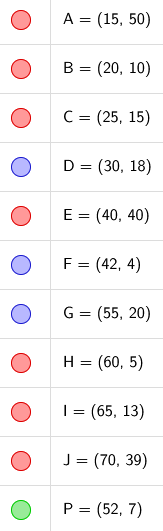 A = (15, 50)
B = (20, 10)
C = (25, 15)
D = (30, 18)
E = (40, 40)
F = (42, 4)
G = (55, 20)
H = (60, 5)
I = (65, 13)
J = (70, 39)
P = (52, 7)